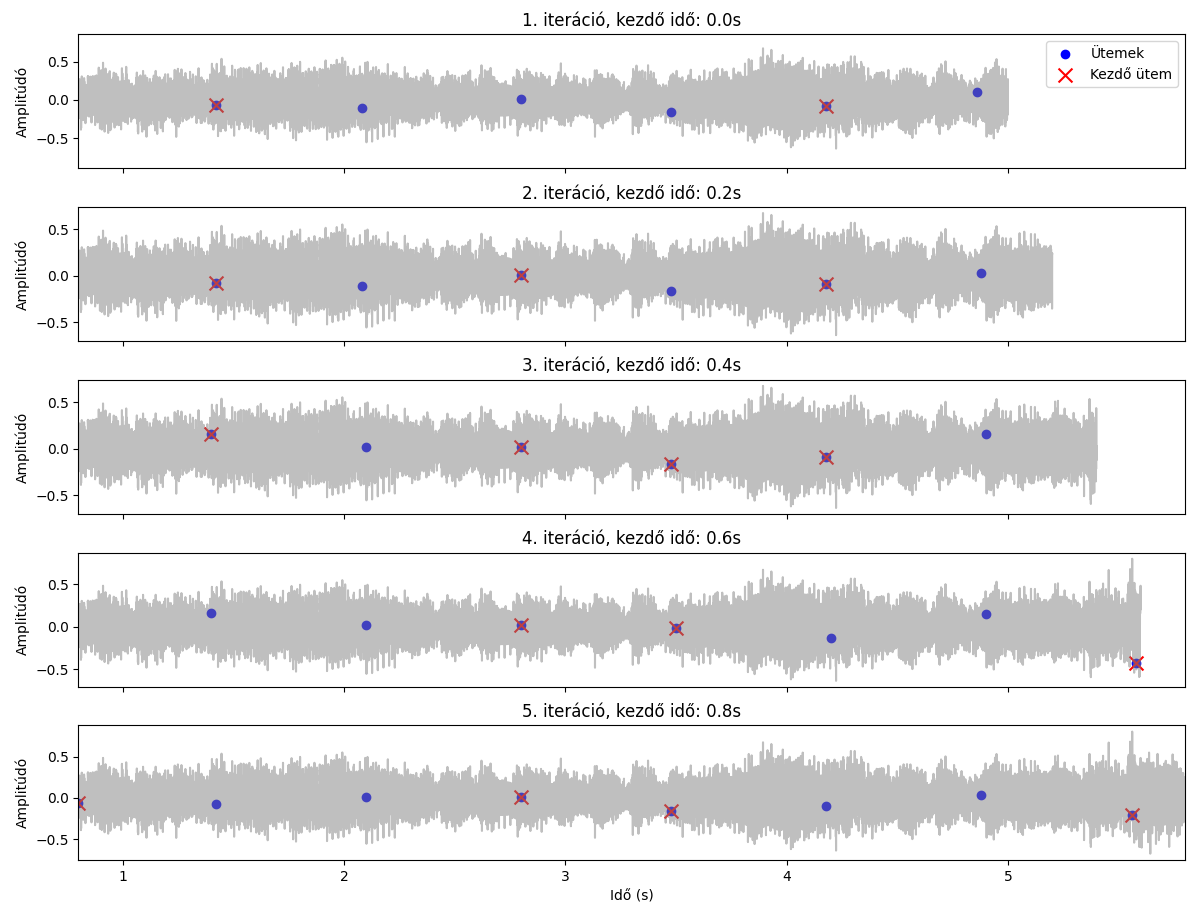 1. iteráció, kezdő idő: 0.0s
Amplitúdó
0.5
0.0
−0.5
Ütemek
Kezdő ütem
2. iteráció, kezdő idő: 0.2s
Amplitúdó
0.5
0.0
−0.5
3. iteráció, kezdő idő: 0.4s
Amplitúdó
0.5
0.0
−0.5
4. iteráció, kezdő idő: 0.6s
Amplitúdó
0.5
0.0
−0.5
5. iteráció, kezdő idő: 0.8s
Amplitúdó
0.5
0.0
−0.5
1 2 3 4 5
Idő (s)